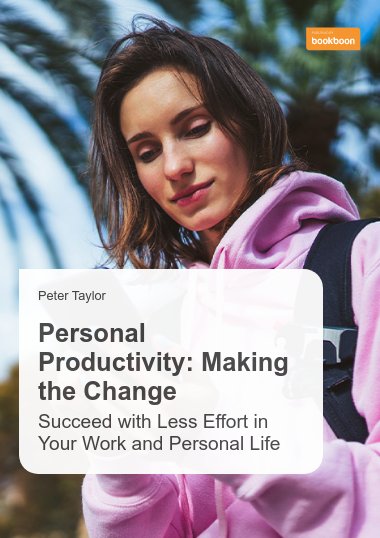 bookboon
Peter Taylor
Personal
Productivity: Making
the Change
Succeed with Less Effort in
Your Work and Personal Life